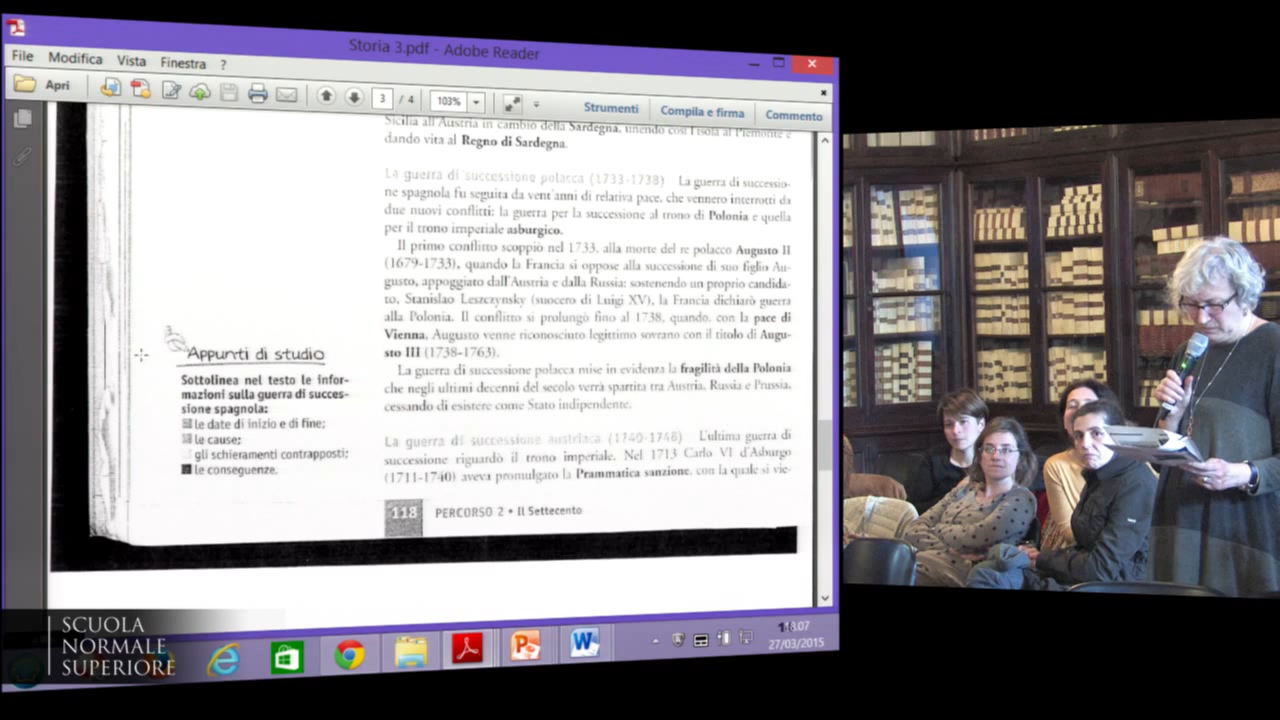 Storia 3.pdf - Adobe Reader
File Modifica Vista Finestra ?
Apri 3 / 4 103% Strumenti Compila e firma Commento
Sicilia all'Austria in cambio della Sardegna, unendo così l'isola al Piemonte e
dando vita al Regno di Sardegna.
La guerra di successione polacca (1733-1738) La guerra di successio-
ne spagnola fu seguita da vent'anni di relativa pace, che vennero interrotti da
due nuovi conflitti: la guerra per la successione al trono di Polonia e quella
per il trono imperiale asburgico.
Il primo conflitto scoppiò nel 1733, alla morte del re polacco Augusto II
(1679-1733), quando la Francia si oppose alla successione di suo figlio Au-
gusto, appoggiato dall'Austria e dalla Russia: sostenendo un proprio candida-
to, Stanislao Leszczynsky (suocero di Luigi XV), la Francia dichiarò guerra
alla Polonia. Il conflitto si prolungò fino al 1738, quando, con la pace di
Vienna, Augusto venne riconosciuto legittimo sovrano con il titolo di Augu-
sto III (1738-1763).
La guerra di successione polacca mise in evidenza la fragilità della Polonia
che negli ultimi decenni del secolo verrà spartita tra Austria, Russia e Prussia,
cessando di esistere come Stato indipendente.
La guerra di successione austriaca (1740-1748) L'ultima guerra di
successione riguardò il trono imperiale. Nel 1713 Carlo VI d'Asburgo
(1711-1740) aveva promulgato la Prammatica sanzione, con la quale si vie-
Appunti di studio
Sottolinea nel testo le infor-
mazioni sulla guerra di succes-
sione spagnola:
le date di inizio e di fine;
le cause;
gli schieramenti contrapposti;
le conseguenze.
118 PERCORSO 2 • Il Settecento
SCUOLA
NORMALE
SUPERIORE
18.07
27/03/2015